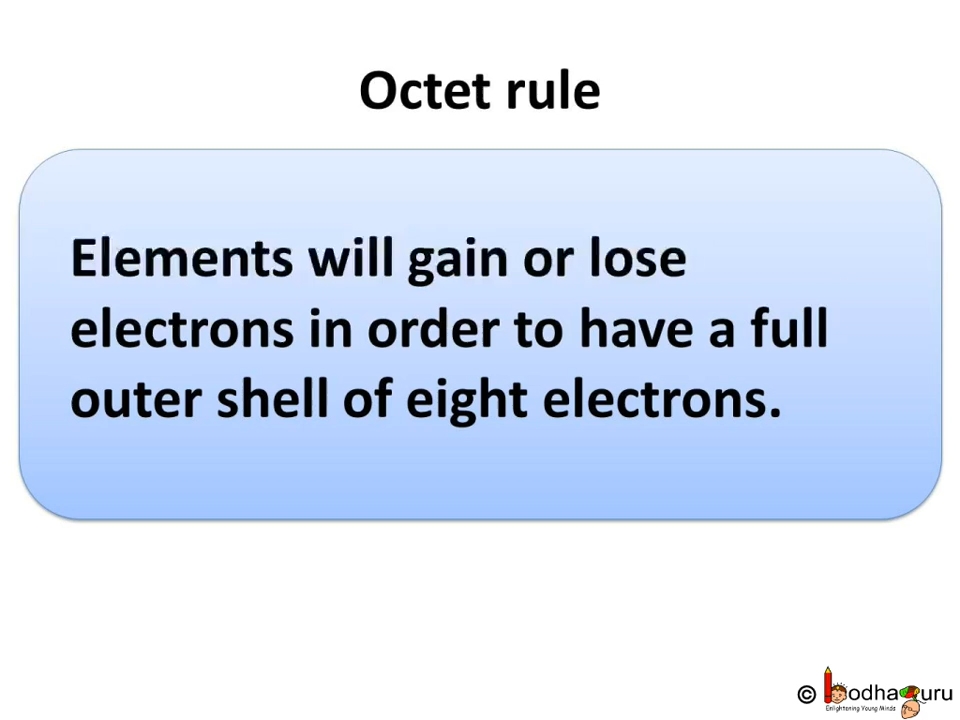 Octet rule
Elements will gain or lose
electrons in order to have a full
outer shell of eight electrons.
© bodhaguru
Enlightening Young Minds